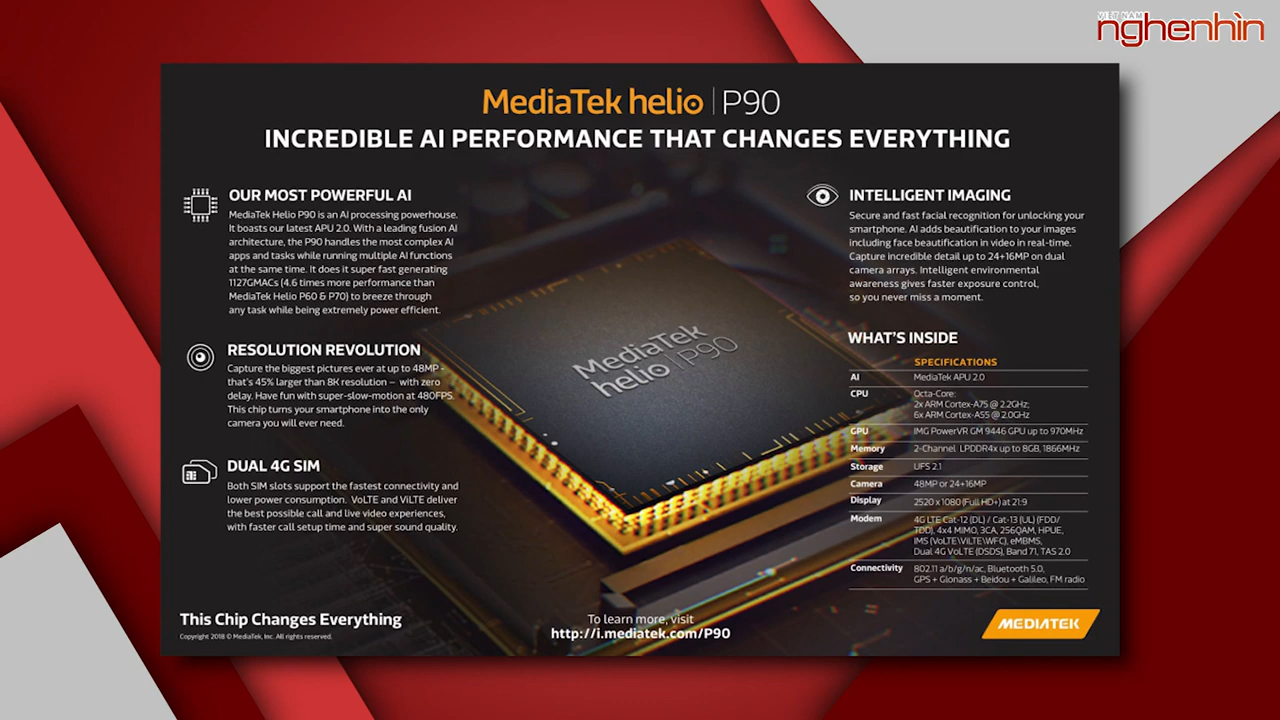 VIỆT NAM
nghenhìn
MediaTek helio | P90
INCREDIBLE AI PERFORMANCE THAT CHANGES EVERYTHING
OUR MOST POWERFUL AI
MediaTek Helio P90 is an AI processing powerhouse.
It boasts our latest APU 2.0. With a leading fusion AI
architecture, the P90 handles the most complex AI
apps and tasks while running multiple AI functions
at the same time. It does it super fast generating
1127GMACs (4.6 times more performance than
MediaTek Helio P60 & P70) to breeze through
any task while being extremely power efficient.
RESOLUTION REVOLUTION
Capture the biggest pictures ever at up to 48MP -
that's 45% larger than 8K resolution – with zero
delay. Have fun with super-slow-motion at 480FPS.
This chip turns your smartphone into the only
camera you will ever need.
DUAL 4G SIM
Both SIM slots support the fastest connectivity and
lower power consumption. VoLTE and ViLTE deliver
the best possible call and live video experiences,
with faster call setup time and super sound quality.
MediaTek
helio | P90
INTELLIGENT IMAGING
Secure and fast facial recognition for unlocking your
smartphone. AI adds beautification to your images
including face beautification in video in real-time.
Capture incredible detail up to 24+16MP on dual
camera arrays. Intelligent environmental
awareness gives faster exposure control,
so you never miss a moment.
WHAT'S INSIDE
SPECIFICATIONS
AI MediaTek APU 2.0
CPU Octa-Core:
2x ARM Cortex-A75 @ 2.2GHz;
6x ARM Cortex-A55 @ 2.0GHz
GPU IMG PowerVR GM 9446 GPU up to 970MHz
Memory 2-Channel LPDDR4x up to 8GB, 1866MHz
Storage UFS 2.1
Camera 48MP or 24+16MP
Display 2520 x 1080 (Full HD+) at 21:9
Modem 4G LTE Cat-12 (DL) / Cat-13 (UL) (FDD/
TDD), 4x4 MIMO, 3CA, 256QAM, HPUE,
IMS (VoLTE\ViLTE\WFC), eMBMS,
Dual 4G VoLTE (DSDS), Band 71, TAS 2.0
Connectivity 802.11 a/b/g/n/ac, Bluetooth 5.0,
GPS + Glonass + Beidou + Galileo, FM radio
This Chip Changes Everything
Copyright 2018 © MediaTek, Inc. All rights reserved.
To learn more, visit
http://i.mediatek.com/P90
MEDIATEK